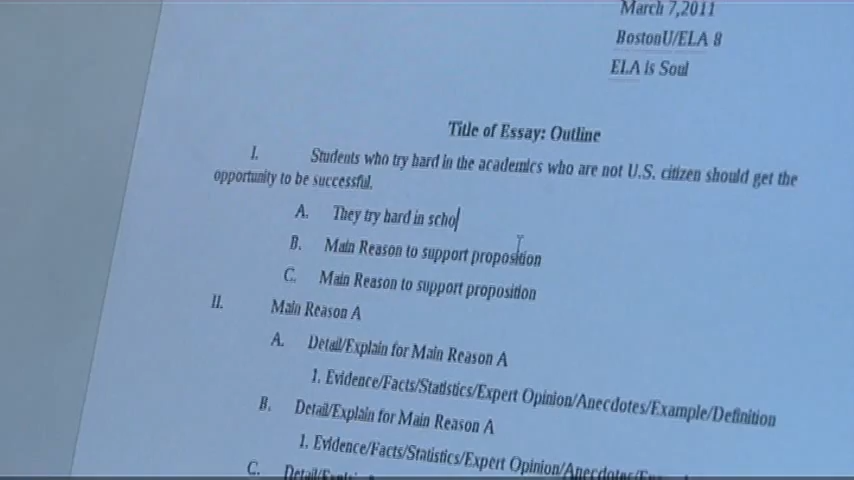 March 7,2011
BostonU/ELA 8
ELA is Soul
Title of Essay: Outline
I. Students who try hard in the academics who are not U.S. citizen should get the
opportunity to be successful.
A. They try hard in scho
B. Main Reason to support proposition
C. Main Reason to support proposition
II. Main Reason A
A. Detail/Explain for Main Reason A
1. Evidence/Facts/Statistics/Expert Opinion/Anecdotes/Example/Definition
B. Detail/Explain for Main Reason A
1. Evidence/Facts/Statistics/Expert Opinion/Anecdotes/
C. Detail/